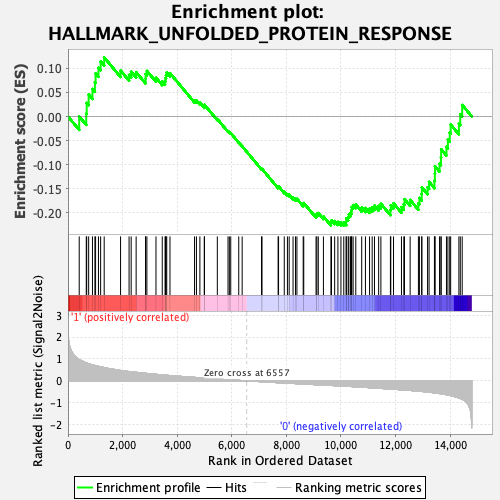 Enrichment plot:
HALLMARK_UNFOLDED_PROTEIN_RESPONSE
Enrichment score (ES)
0.10
0.05
0.00
-0.05
-0.10
-0.15
-0.20
'1' (positively correlated)
Ranked list metric (Signal2Noise)
3
2
1
0
-1
-2
Zero cross at 6557
'0' (negatively correlated)
0
2,000
4,000
6,000
8,000
10,000
12,000
14,000
Rank in Ordered Dataset
Enrichment profile
Hits
Ranking metric scores